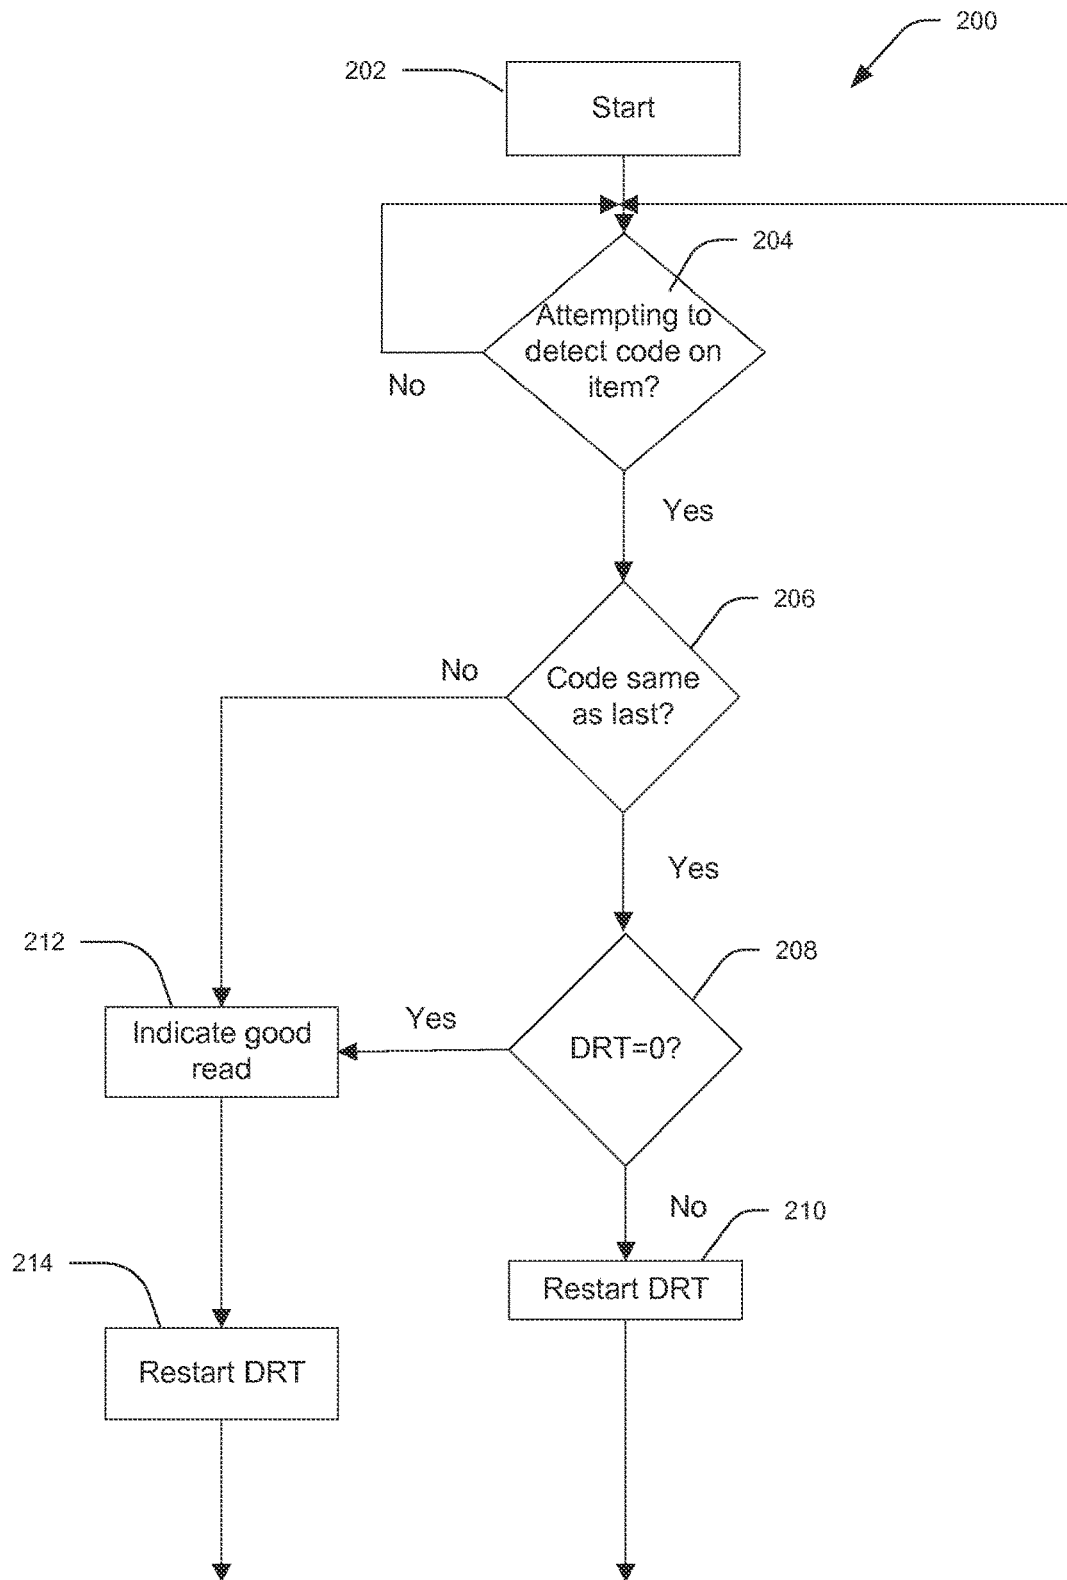 200
202
Start
204
Attempting to
detect code on
item?
No
Yes
206
No
Code same
as last?
Yes
212
208
Indicate good
read
Yes
DRT=0?
No
210
214
Restart DRT
Restart DRT